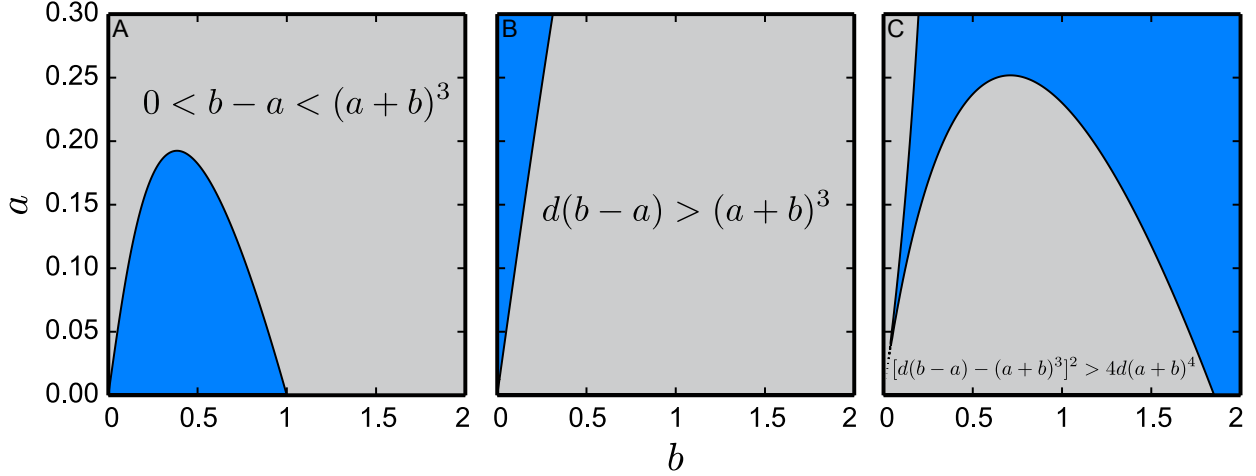 A
B
C
0.30
0.25
0.20
0.15
0.10
0.05
0.00
a
0 < b − a < (a + b)³
d(b − a) > (a + b)³
[d(b − a) − (a + b)³]² > 4d(a + b)⁴
0 0.5 1 1.5 2
0 0.5 1 1.5 2
0 0.5 1 1.5 2
b